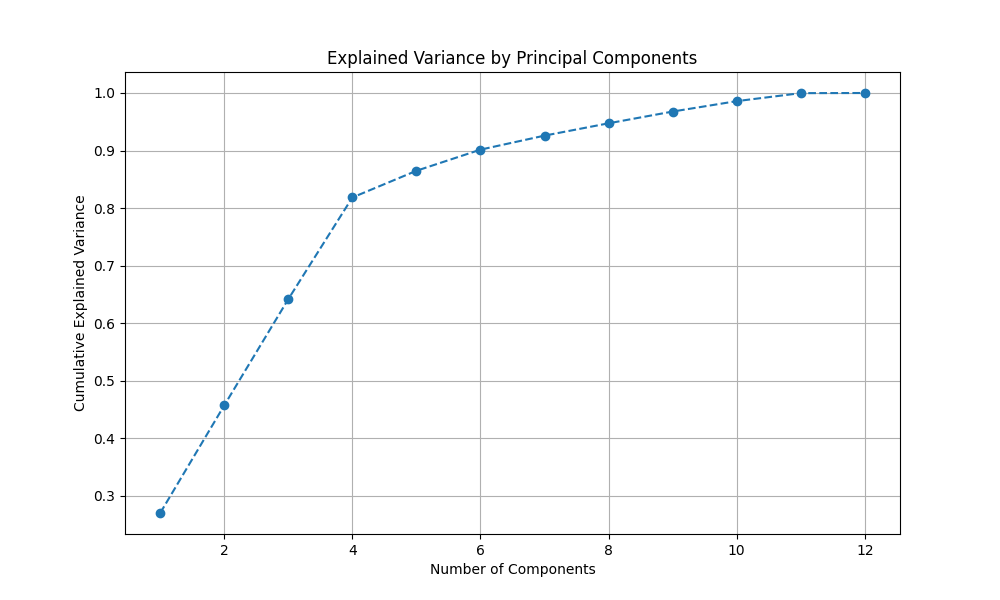 Explained Variance by Principal Components
1.0
0.9
0.8
0.7
0.6
0.5
0.4
0.3
Cumulative Explained Variance
2 4 6 8 10 12
Number of Components